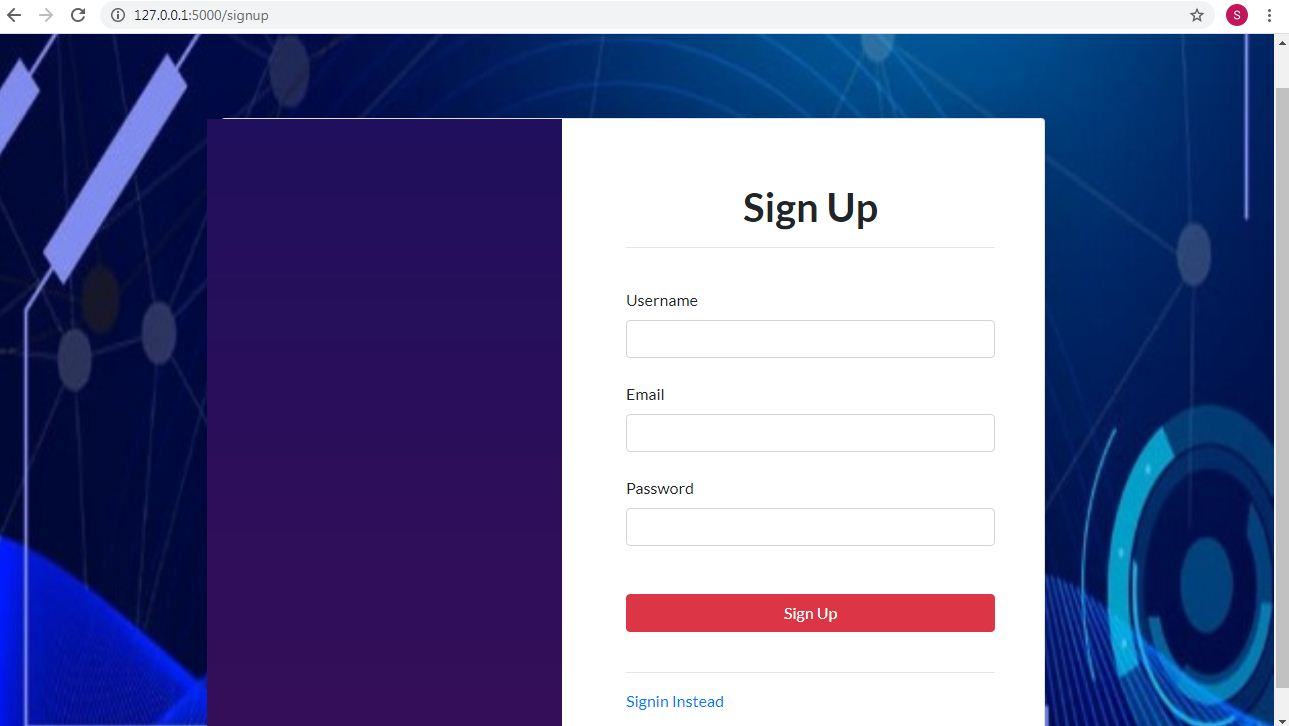 127.0.0.1:5000/signup
S
Sign Up
Username
Email
Password
Sign Up
Signin Instead